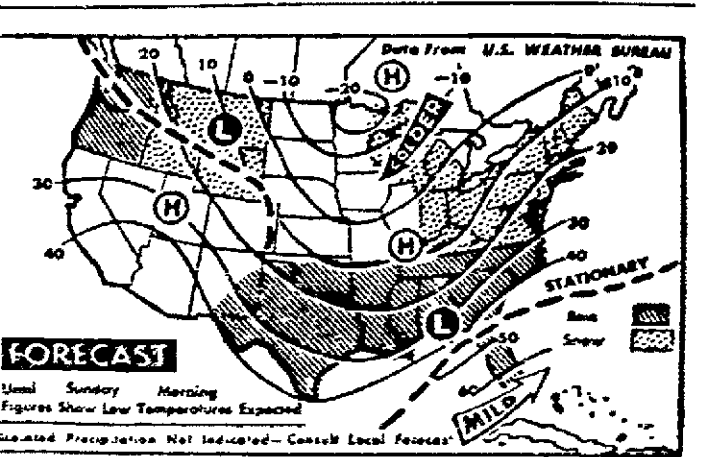 Data From U.S. WEATHER BUREAU
20
10
0
-10
-20
H
-10
0
10
COLDER
L
20
30
H
H
30
40
40
STATIONARY
L
Rain
Snow
50
60
MILD
FORECAST
Until Sunday Morning
Figures Show Low Temperatures Expected
Isolated Precipitation Not Indicated— Consult Local Forecast